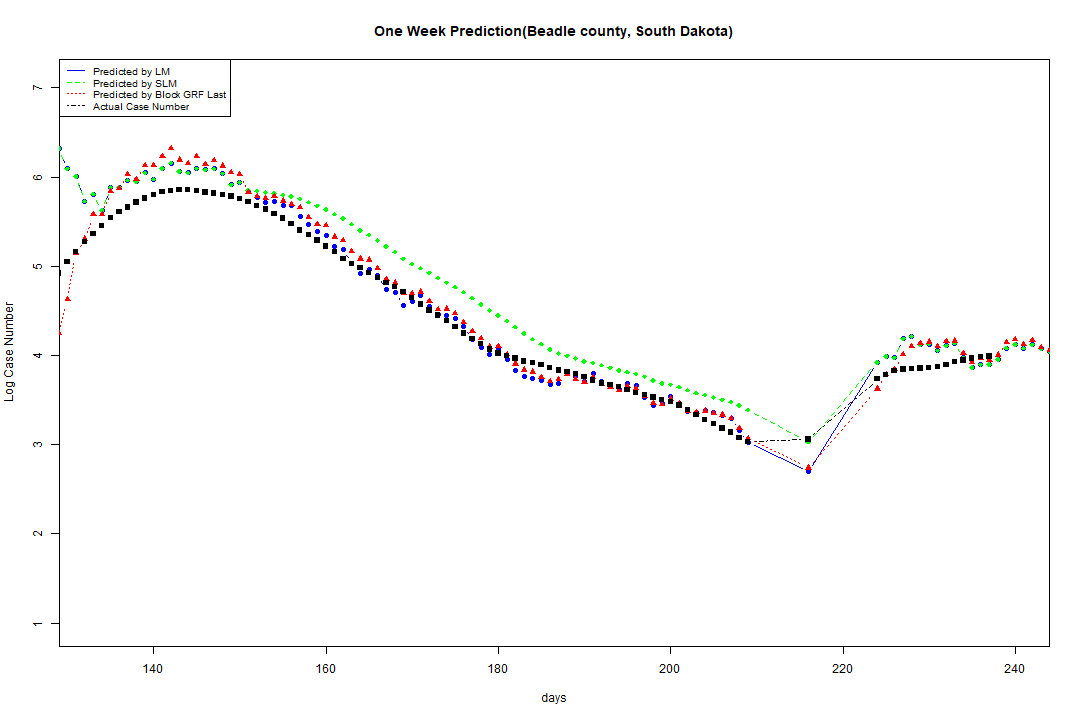 One Week Prediction(Beadle county, South Dakota)
Predicted by LM
Predicted by SLM
Predicted by Block GRF Last
Actual Case Number
7
6
5
4
3
2
1
Log Case Number
140 160 180 200 220 240
days